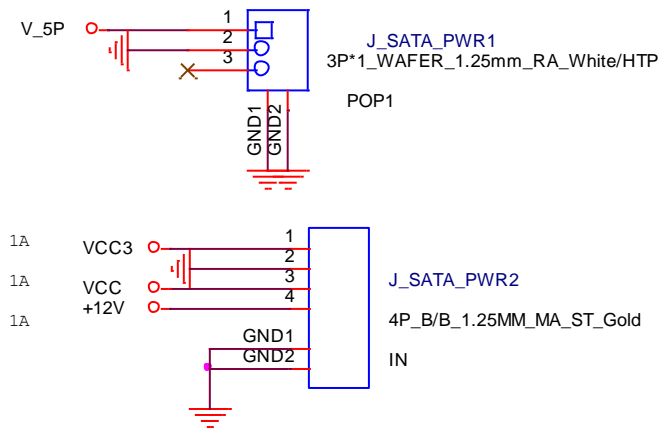 1
V_5P
2
J_SATA_PWR1
3
3P*1_WAFER_1.25mm_RA_White/HTP
POP1
GND1
GND2
1A
VCC3
1
2
1A
VCC
3
J_SATA_PWR2
1A
+12V
4
4P_B/B_1.25MM_MA_ST_Gold
GND1
GND2
IN